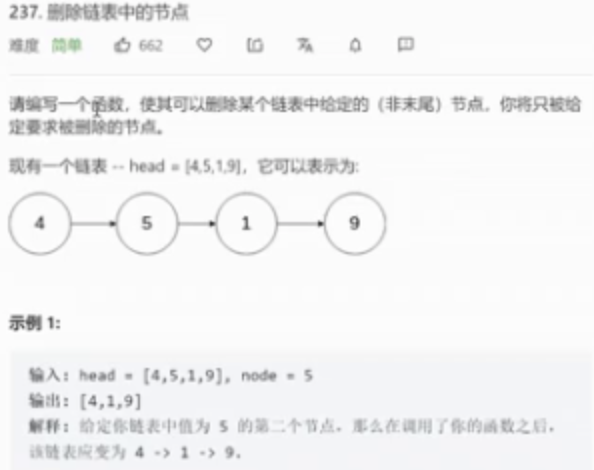 237. 删除链表中的节点
难度 简单 662
请编写一个函数，使其可以删除某个链表中给定的（非末尾）节点，你将只被给
定要求被删除的节点。
现有一个链表 -- head = [4,5,1,9]，它可以表示为:
4 5 1 9
示例 1:
输入: head = [4,5,1,9], node = 5
输出: [4,1,9]
解释: 给定你链表中值为 5 的第二个节点，那么在调用了你的函数之后，
该链表应变为 4 -> 1 -> 9.